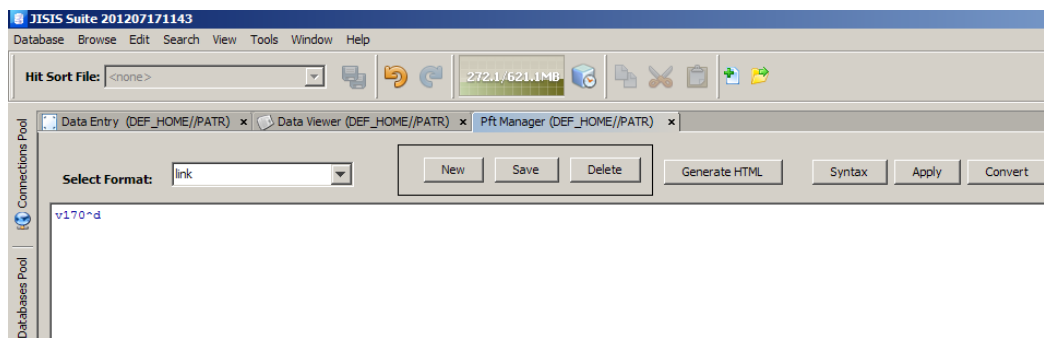 JISIS Suite 201207171143
Database Browse Edit Search View Tools Window Help
Hit Sort File: <none> 272.1/621.1MB
Data Entry (DEF_HOME//PATR) x Data Viewer (DEF_HOME//PATR) x Pft Manager (DEF_HOME//PATR) x
Connections Pool
Select Format: link New Save Delete Generate HTML Syntax Apply Convert
v170^d
Databases Pool